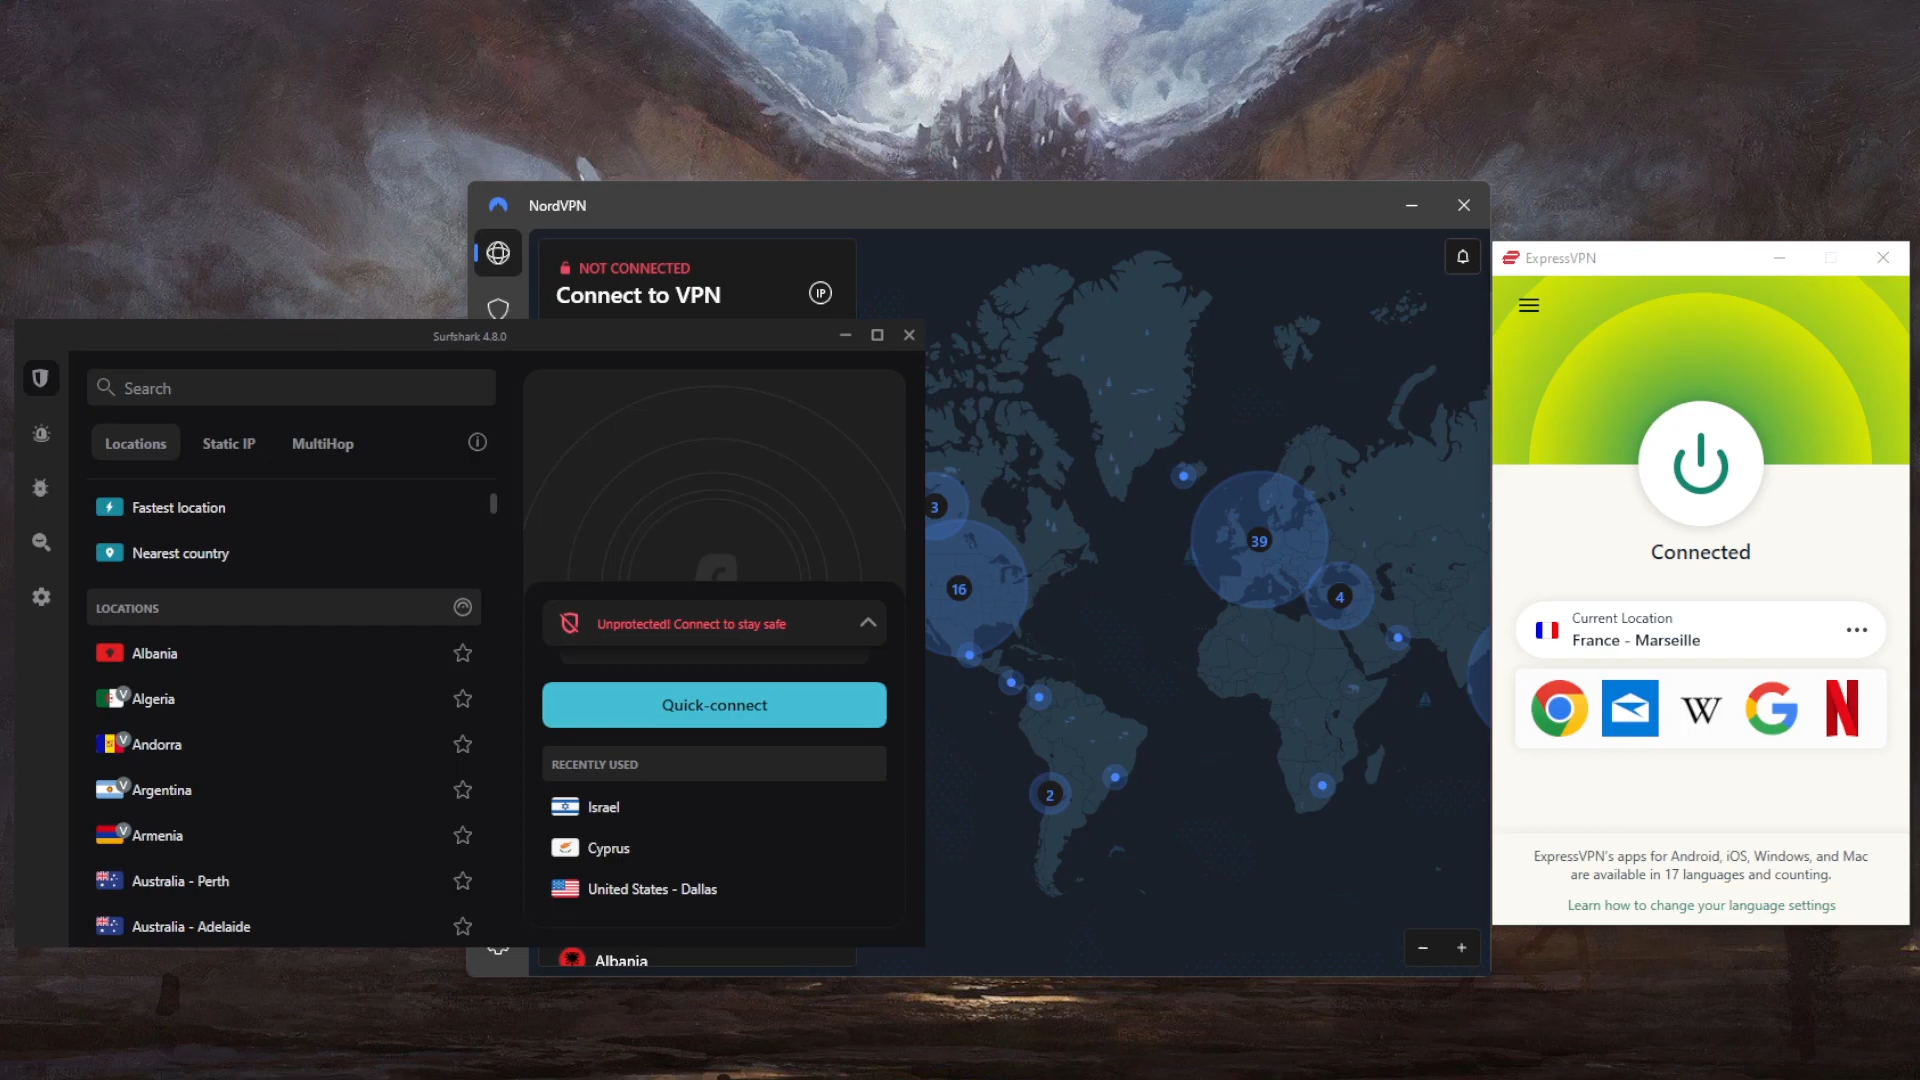 NordVPN
NOT CONNECTED
Connect to VPN
IP
Surfshark 4.8.0
Search
Locations Static IP MultiHop
Fastest location
Nearest country
LOCATIONS
Albania
V Algeria
V Andorra
V Argentina
V Armenia
Australia - Perth
Australia - Adelaide
Unprotected! Connect to stay safe
Quick-connect
RECENTLY USED
Israel
Cyprus
United States - Dallas
Albania
3
16
39
4
2
ExpressVPN
Connected
Current Location
France - Marseille
W
G
N
ExpressVPN's apps for Android, iOS, Windows, and Mac
are available in 17 languages and counting.
Learn how to change your language settings